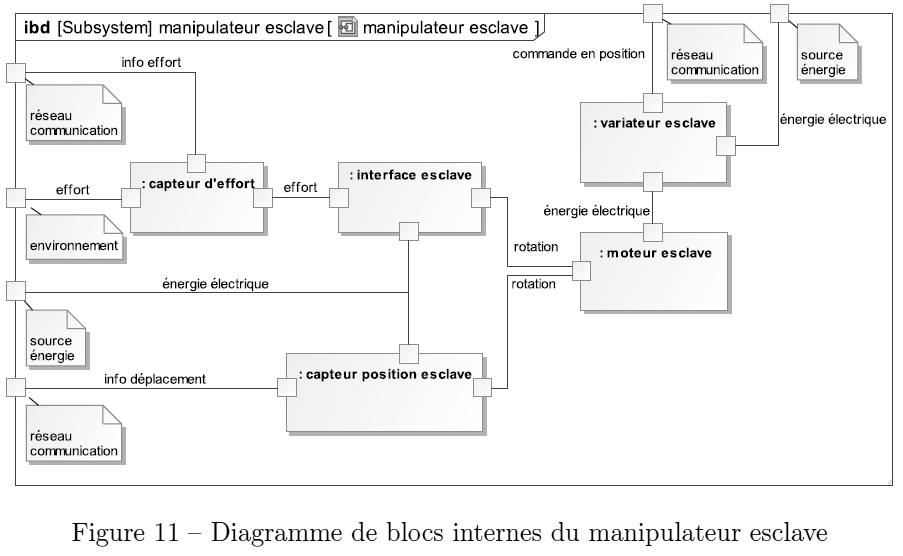 ibd [Subsystem] manipulateur esclave [ manipulateur esclave ]
commande en position
réseau
communication
source
énergie
info effort
réseau
communication
énergie électrique
: variateur esclave
: capteur d'effort
: interface esclave
effort
effort
énergie électrique
environnement
rotation
: moteur esclave
énergie électrique
rotation
source
énergie
info déplacement
: capteur position esclave
réseau
communication
Figure 11 – Diagramme de blocs internes du manipulateur esclave